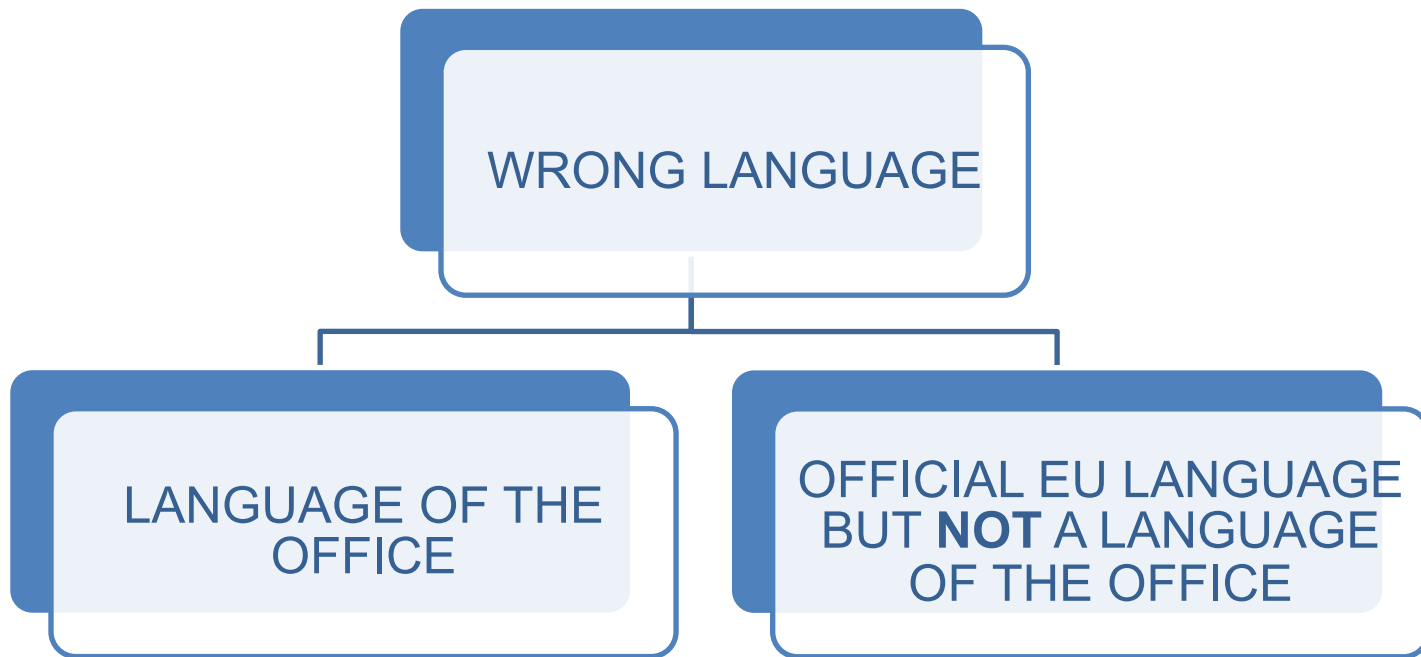 WRONG LANGUAGE
LANGUAGE OF THE
OFFICE
OFFICIAL EU LANGUAGE
BUT NOT A LANGUAGE
OF THE OFFICE